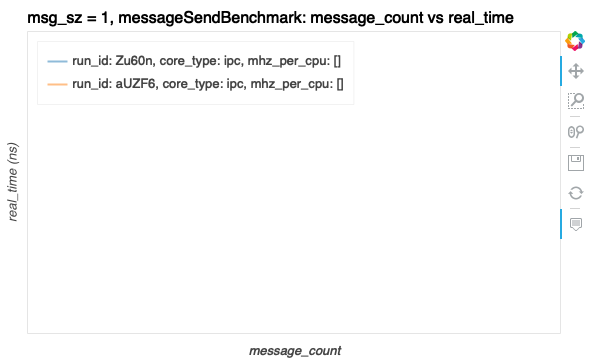 msg_sz = 1, messageSendBenchmark: message_count vs real_time
run_id: Zu60n, core_type: ipc, mhz_per_cpu: []
run_id: aUZF6, core_type: ipc, mhz_per_cpu: []
real_time (ns)
message_count